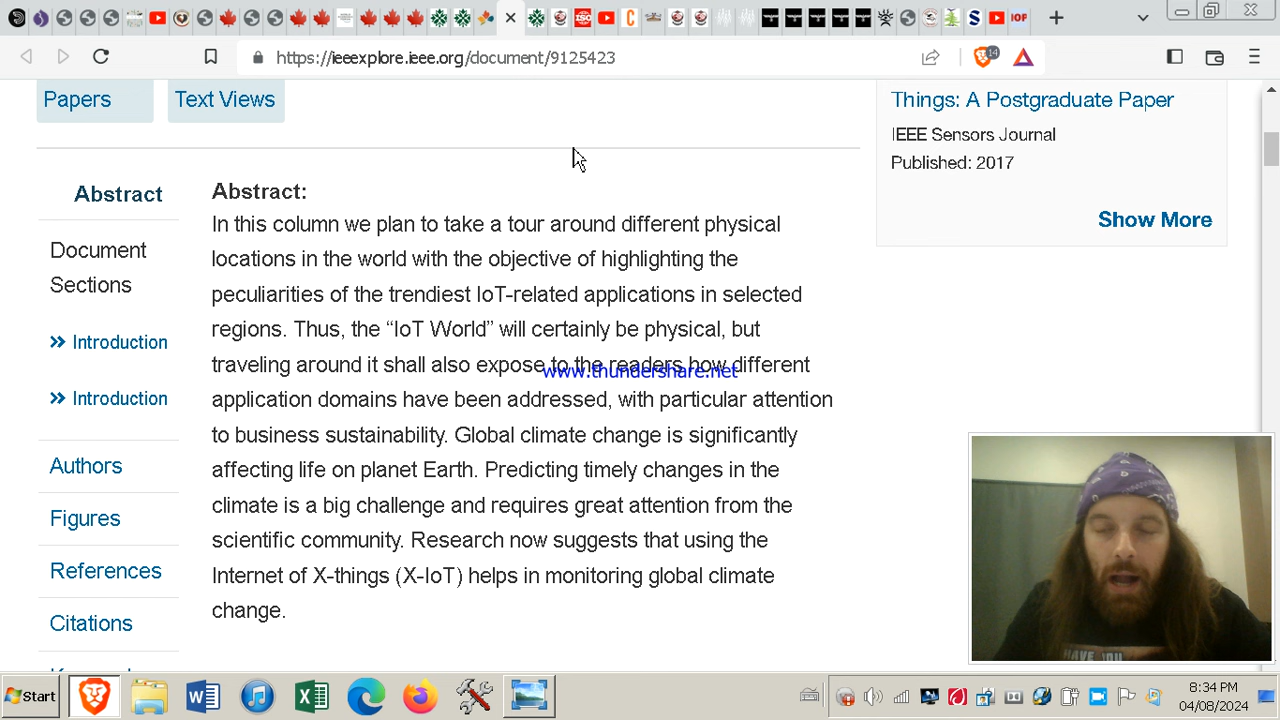 ISO
C
IOF
https://ieeexplore.ieee.org/document/9125423
14
Papers
Text Views
Things: A Postgraduate Paper
IEEE Sensors Journal
Published: 2017
Show More
Abstract
Document
Sections
Introduction
Introduction
Authors
Figures
References
Citations
Abstract:
In this column we plan to take a tour around different physical
locations in the world with the objective of highlighting the
peculiarities of the trendiest IoT-related applications in selected
regions. Thus, the “IoT World” will certainly be physical, but
traveling around it shall also expose to the readers how different
www.thundershare.net
application domains have been addressed, with particular attention
to business sustainability. Global climate change is significantly
affecting life on planet Earth. Predicting timely changes in the
climate is a big challenge and requires great attention from the
scientific community. Research now suggests that using the
Internet of X-things (X-IoT) helps in monitoring global climate
change.
HAVE YOU
Start
8:34 PM
04/08/2024